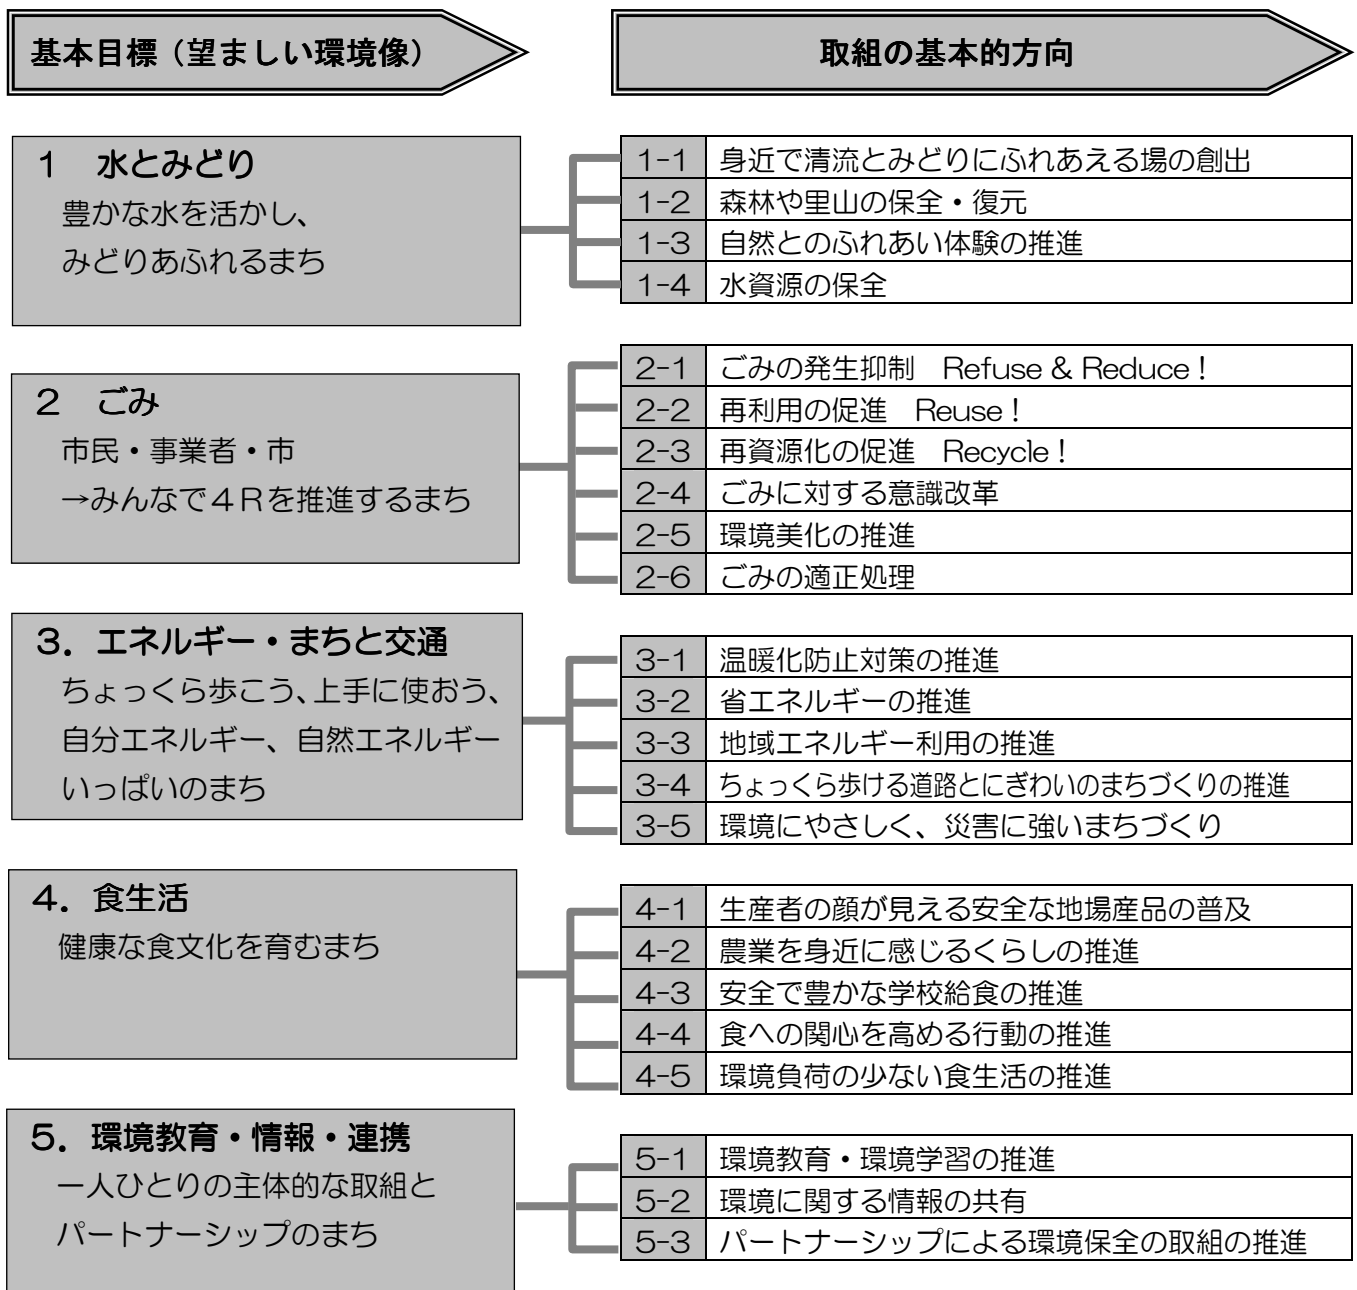 基本目標（望ましい環境像）
取組の基本的方向
１　水とみどり
豊かな水を活かし、
みどりあふれるまち
1-1 身近で清流とみどりにふれあえる場の創出
1-2 森林や里山の保全・復元
1-3 自然とのふれあい体験の推進
1-4 水資源の保全
２　ごみ
市民・事業者・市
→みんなで４Ｒを推進するまち
2-1 ごみの発生抑制　Refuse & Reduce！
2-2 再利用の促進　Reuse！
2-3 再資源化の促進　Recycle！
2-4 ごみに対する意識改革
2-5 環境美化の推進
2-6 ごみの適正処理
３．エネルギー・まちと交通
ちょっくら歩こう、上手に使おう、
自分エネルギー、自然エネルギー
いっぱいのまち
3-1 温暖化防止対策の推進
3-2 省エネルギーの推進
3-3 地域エネルギー利用の推進
3-4 ちょっくら歩ける道路とにぎわいのまちづくりの推進
3-5 環境にやさしく、災害に強いまちづくり
４．食生活
健康な食文化を育むまち
4-1 生産者の顔が見える安全な地場産品の普及
4-2 農業を身近に感じるくらしの推進
4-3 安全で豊かな学校給食の推進
4-4 食への関心を高める行動の推進
4-5 環境負荷の少ない食生活の推進
５．環境教育・情報・連携
一人ひとりの主体的な取組と
パートナーシップのまち
5-1 環境教育・環境学習の推進
5-2 環境に関する情報の共有
5-3 パートナーシップによる環境保全の取組の推進